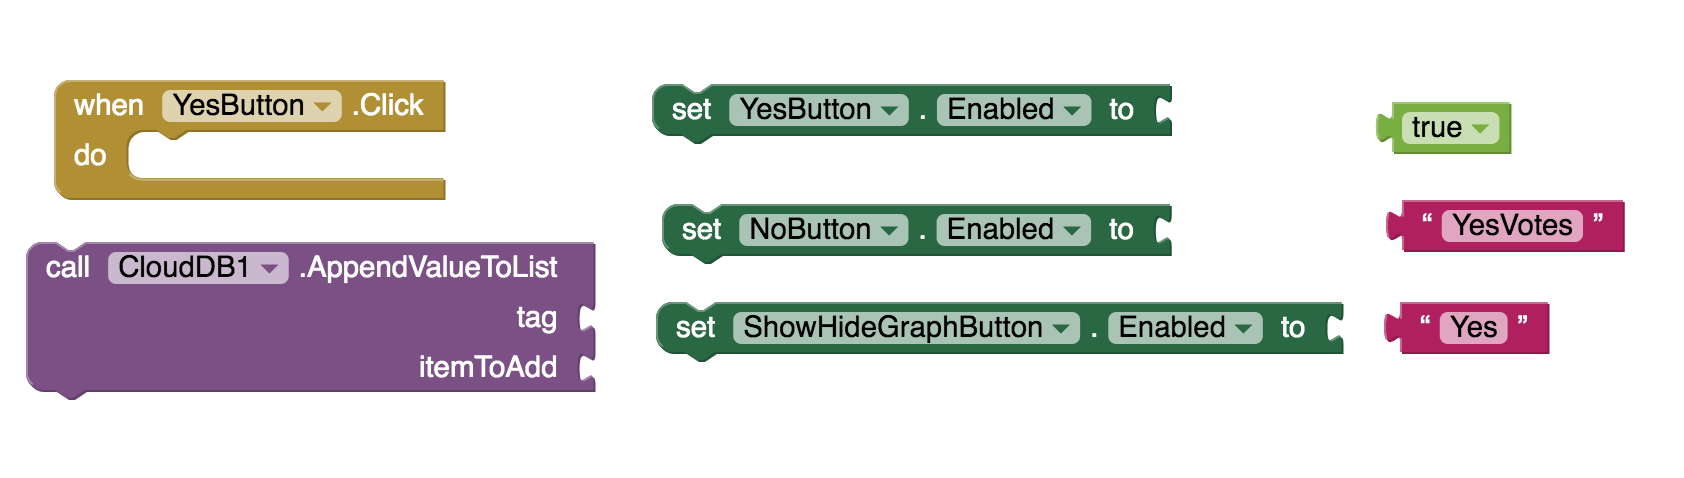 when YesButton .Click
do
call CloudDB1 .AppendValueToList
tag
itemToAdd
set YesButton . Enabled to
set NoButton . Enabled to
set ShowHideGraphButton . Enabled to
true
“ YesVotes ”
“ Yes ”